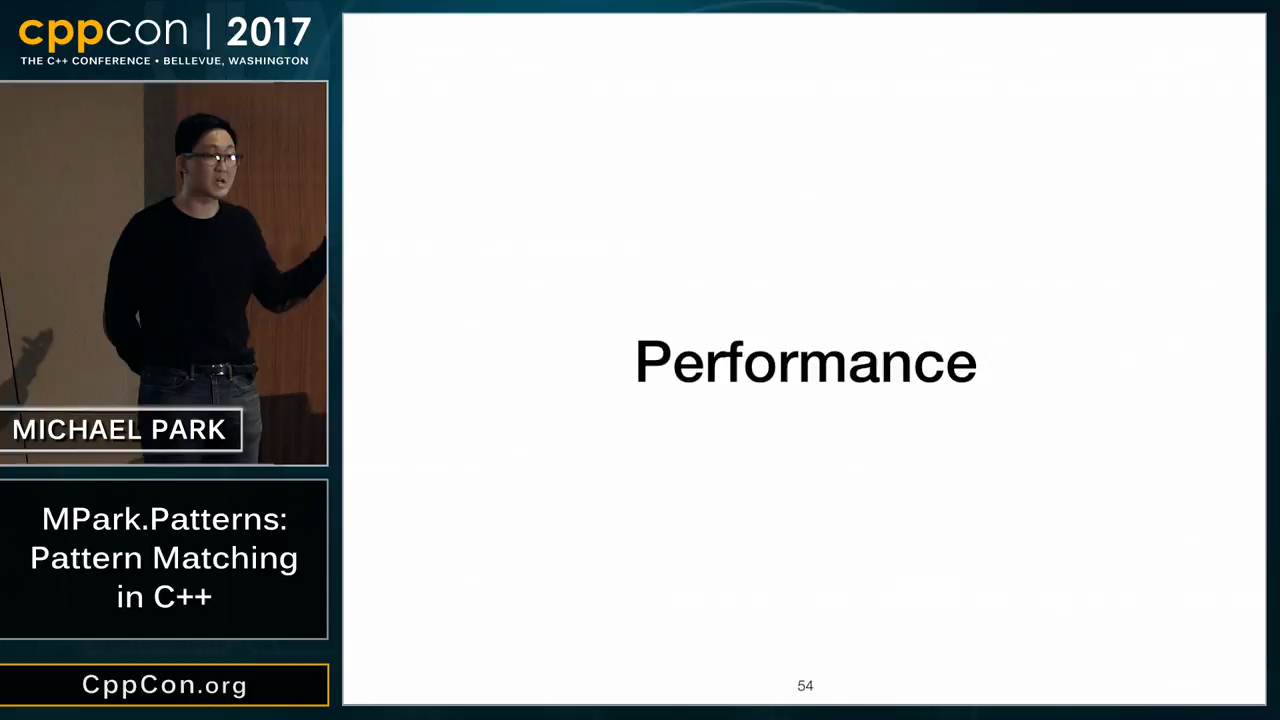 cppcon | 2017
THE C++ CONFERENCE • BELLEVUE, WASHINGTON
MICHAEL PARK
MPark.Patterns:
Pattern Matching
in C++
CppCon.org
Performance
54